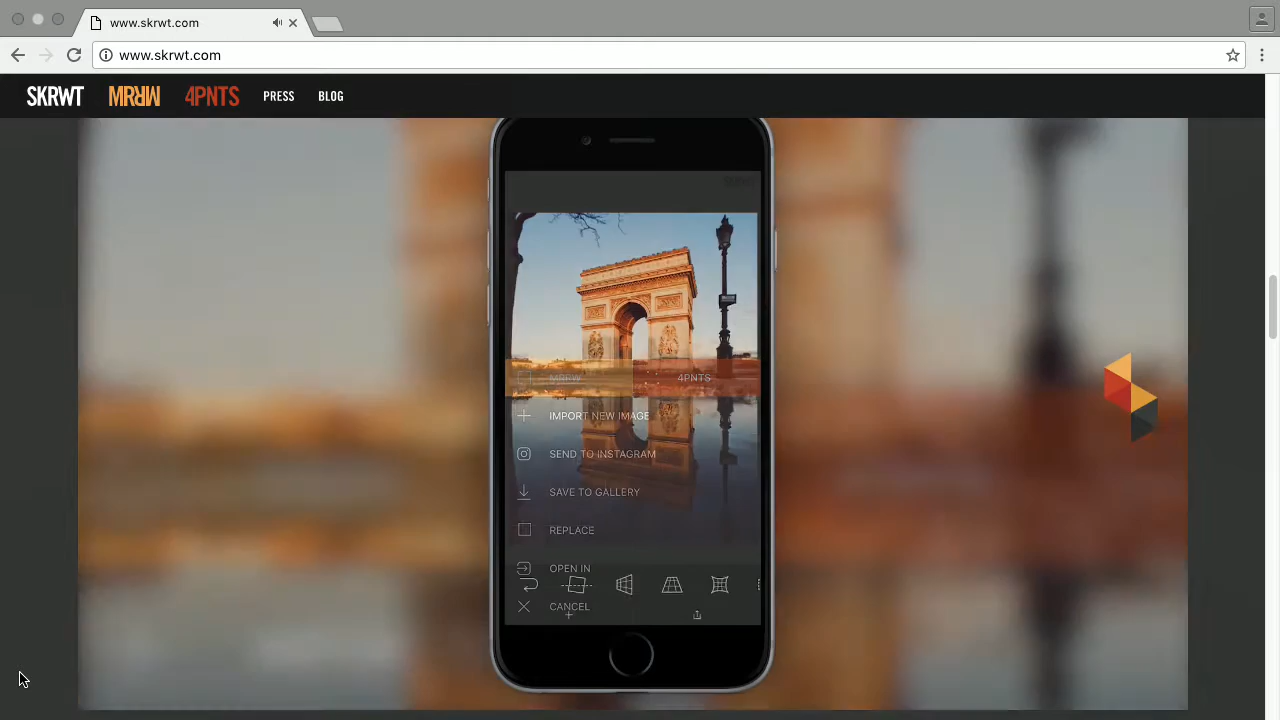 www.skrwt.com
www.skrwt.com
SKRWT MRRW 4PNTS PRESS BLOG
MRRW 4PNTS
IMPORT NEW IMAGE
SEND TO INSTAGRAM
SAVE TO GALLERY
REPLACE
OPEN IN
CANCEL